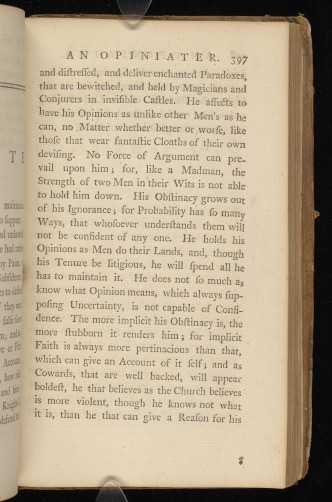 AN OPINIATER. 397
and diſtreſſed, and deliver enchanted Paradoxes,
that are bewitched, and held by Magicians and
Conjurers in inviſible Caſtles. He affects to
have his Opinions as unlike other Men's as he
can, no Matter whether better or worſe, like
thoſe that wear fantaſtic Cloaths of their own
deviſing. No Force of Argument can pre-
vail upon him; for, like a Madman, the
Strength of two Men in their Wits is not able
to hold him down. His Obſtinacy grows out
of his Ignorance; for Probability has ſo many
Ways, that whoſoever underſtands them will
not be confident of any one. He holds his
Opinions as Men do their Lands, and, though
his Tenure be litigious, he will ſpend all he
has to maintain it. He does not ſo much as
know what Opinion means, which always ſup-
poſing Uncertainty, is not capable of Confi-
dence. The more implicit his Obſtinacy is, the
more ſtubborn it renders him; for implicit
Faith is always more pertinacious than that,
which can give an Account of it ſelf; and as
Cowards, that are well backed, will appear
boldeſt, he that believes as the Church believes
is more violent, though he knows not what
it is, than he that can give a Reaſon for his